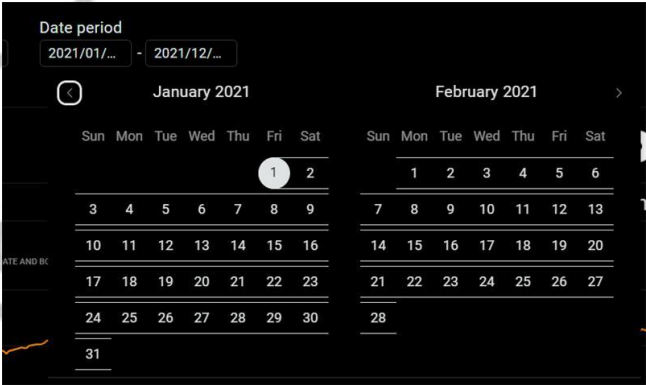 Date period
2021/01/... - 2021/12/...
January 2021
Sun Mon Tue Wed Thu Fri Sat
1 2
3 4 5 6 7 8 9
10 11 12 13 14 15 16
17 18 19 20 21 22 23
24 25 26 27 28 29 30
31
February 2021
Sun Mon Tue Wed Thu Fri Sat
1 2 3 4 5 6
7 8 9 10 11 12 13
14 15 16 17 18 19 20
21 22 23 24 25 26 27
28
ATE AND